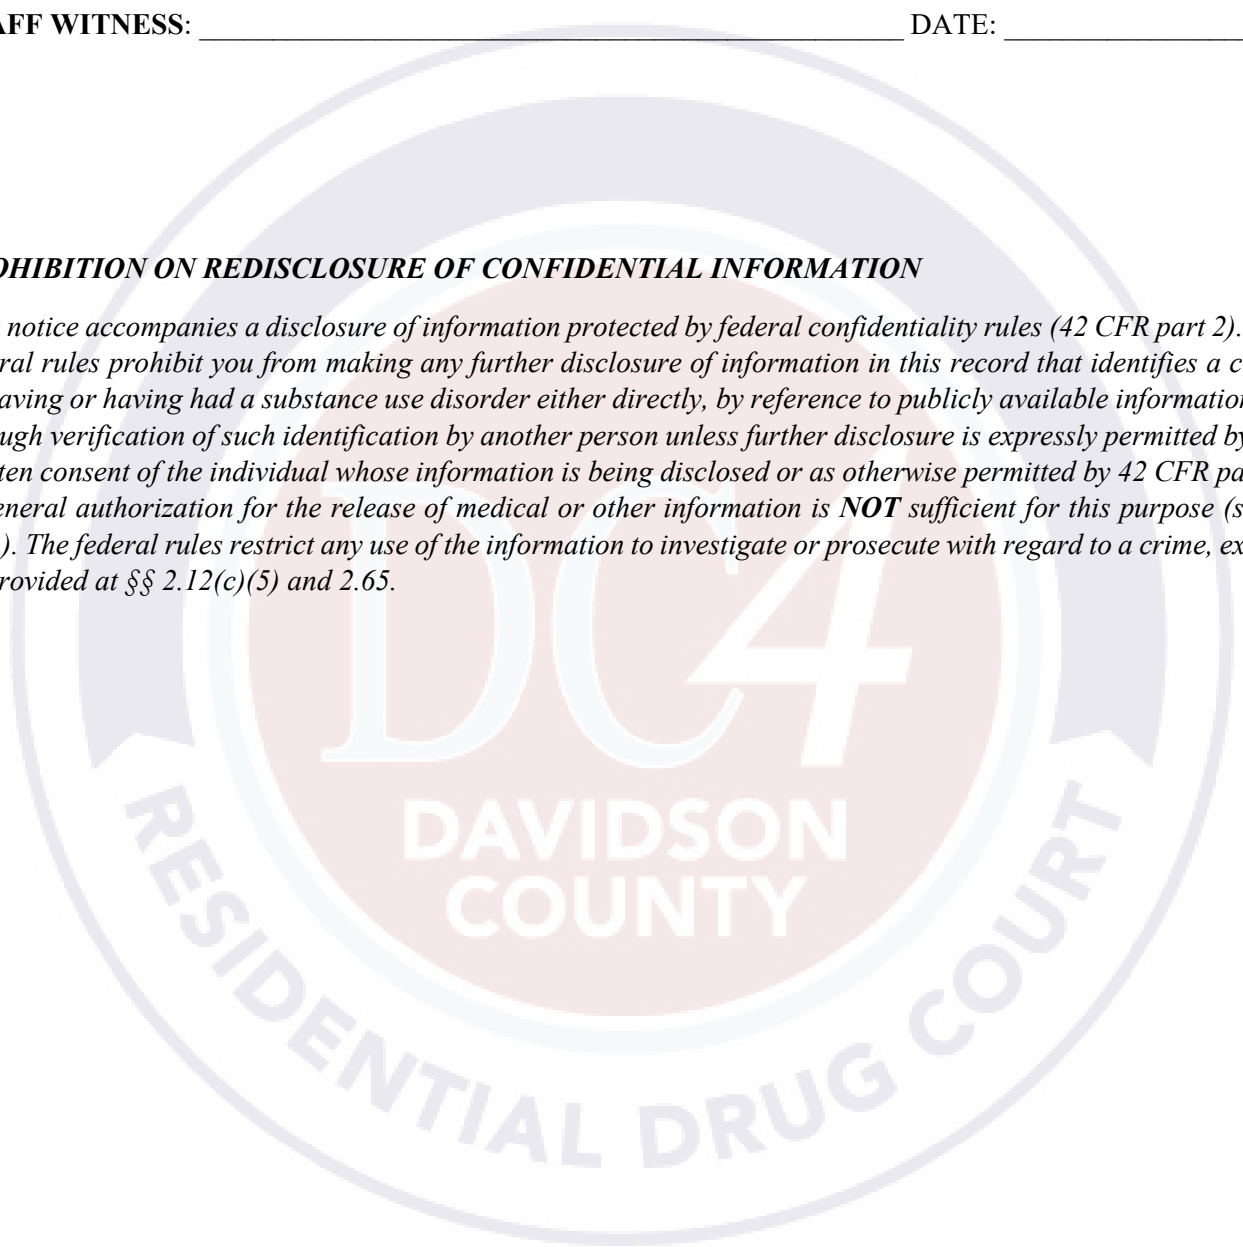 AFF WITNESS: ________________________________________________ DATE: ________________
OHIBITION ON REDISCLOSURE OF CONFIDENTIAL INFORMATION
notice accompanies a disclosure of information protected by federal confidentiality rules (42 CFR part 2).
ral rules prohibit you from making any further disclosure of information in this record that identifies a c
aving or having had a substance use disorder either directly, by reference to publicly available information
ugh verification of such identification by another person unless further disclosure is expressly permitted by
ten consent of the individual whose information is being disclosed or as otherwise permitted by 42 CFR pa
eneral authorization for the release of medical or other information is NOT sufficient for this purpose (s
). The federal rules restrict any use of the information to investigate or prosecute with regard to a crime, ex
rovided at §§ 2.12(c)(5) and 2.65.
DC4
DAVIDSON
COUNTY
RESIDENTIAL DRUG COURT